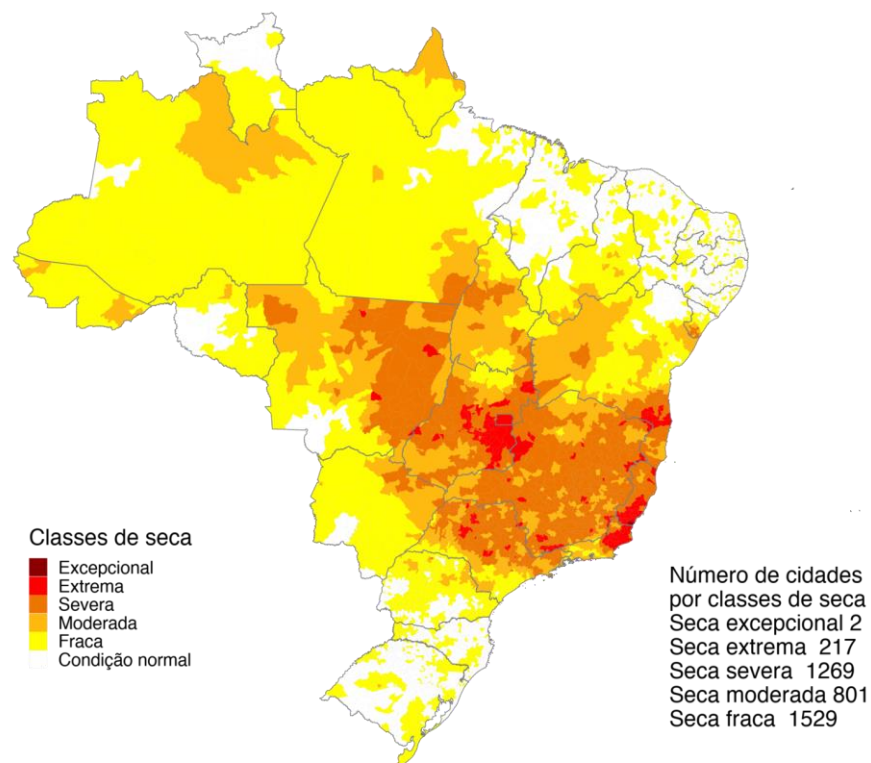 Classes de seca
Excepcional
Extrema
Severa
Moderada
Fraca
Condição normal
Número de cidades
por classes de seca
Seca excepcional 2
Seca extrema 217
Seca severa 1269
Seca moderada 801
Seca fraca 1529